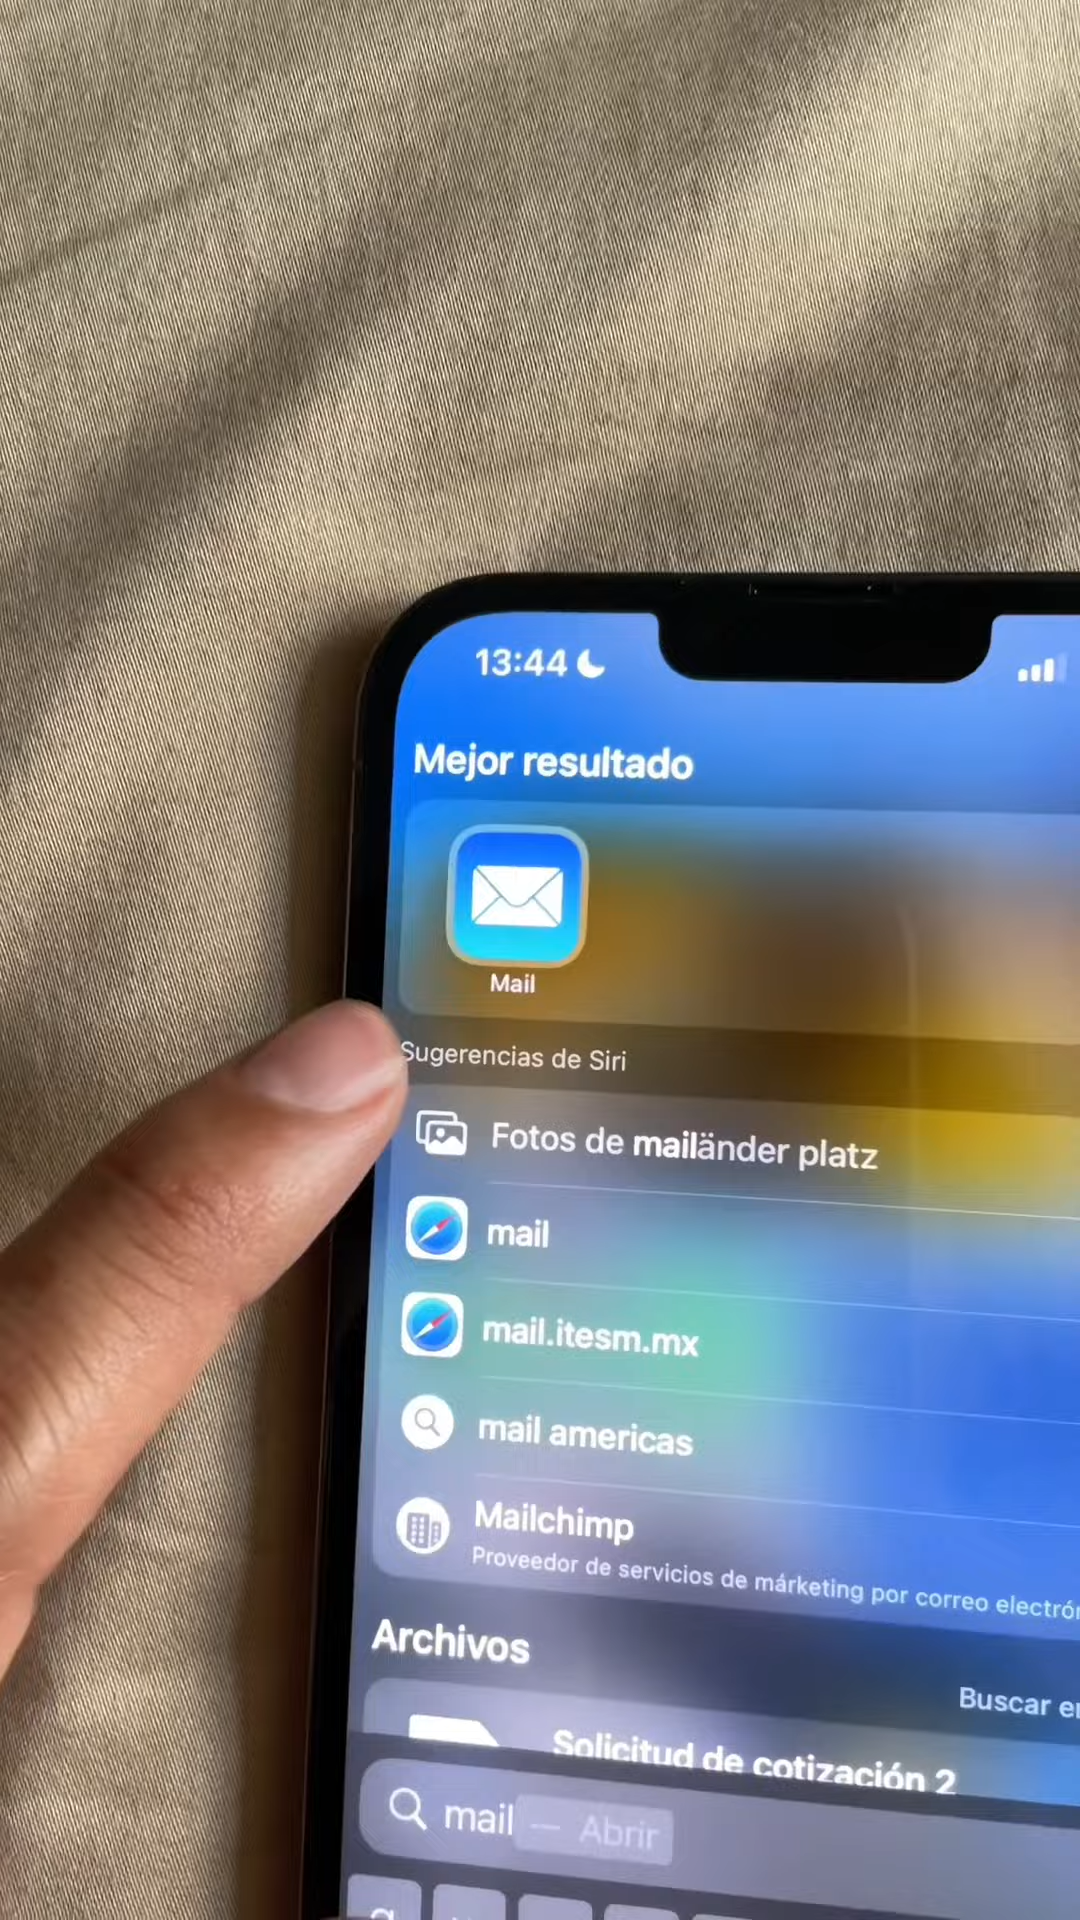 13:44
Mejor resultado
Mail
Sugerencias de Siri
Fotos de mailänder platz
mail
mail.itesm.mx
mail americas
Mailchimp
Proveedor de servicios de márketing por correo
Archivos
Buscar
Solicitud de cotización 2
mail — Abrir